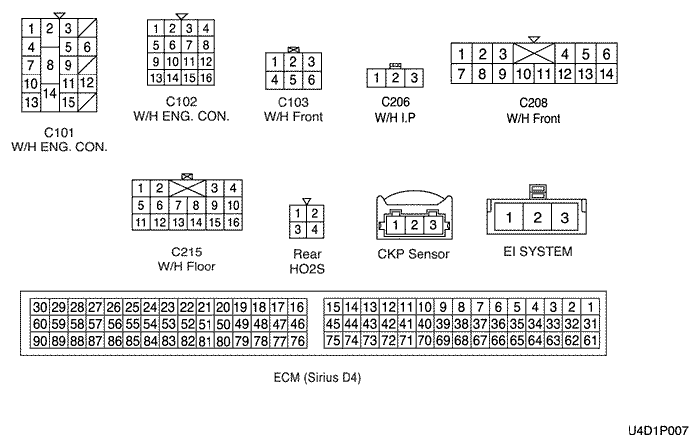 1 2 3
4 5 6
7 8 9
10 11 12
13 14 15
C101
W/H ENG. CON.
1 2 3 4
5 6 7 8
9 10 11 12
13 14 15 16
C102
W/H ENG. CON.
1 2 3
4 5 6
C103
W/H Front
1 2 3
C206
W/H I.P
1 2 3 4 5 6
7 8 9 10 11 12 13 14
C208
W/H Front
1 2 3 4
5 6 7 8 9 10
11 12 13 14 15 16
C215
W/H Floor
1 2
3 4
Rear
HO2S
1 2 3
CKP Sensor
1 2 3
EI SYSTEM
30 29 28 27 26 25 24 23 22 21 20 19 18 17 16 15 14 13 12 11 10 9 8 7 6 5 4 3 2 1
60 59 58 57 56 55 54 53 52 51 50 49 48 47 46 45 44 43 42 41 40 39 38 37 36 35 34 33 32 31
90 89 88 87 86 85 84 83 82 81 80 79 78 77 76 75 74 73 72 71 70 69 68 67 66 65 64 63 62 61
ECM (Sirius D4)
U4D1P007